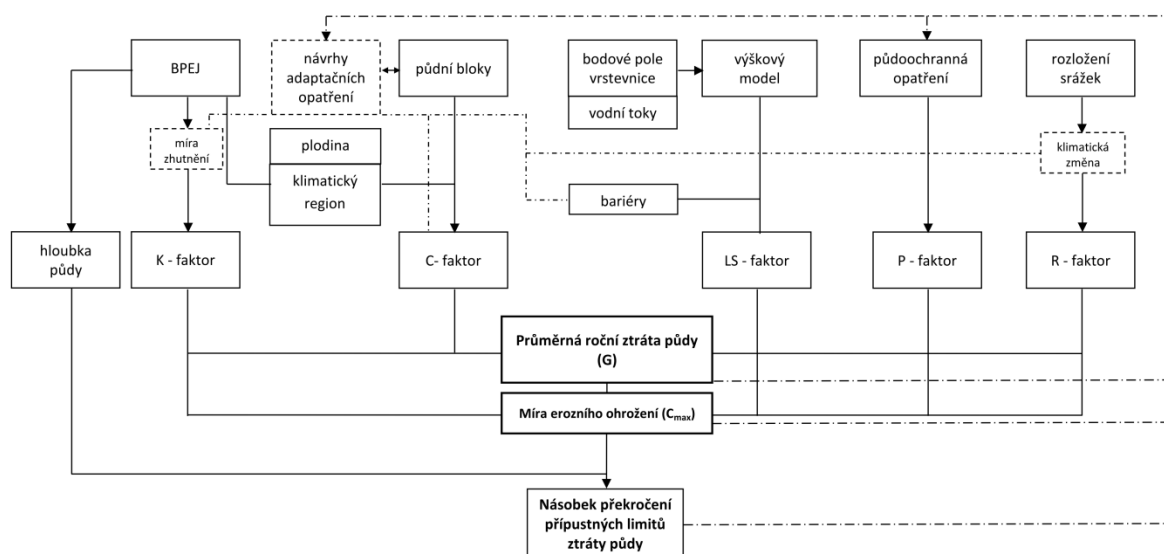 BPEJ
návrhy
adaptačních
opatření
půdní bloky
bodové pole
vrstevnice
vodní toky
výškový
model
půdoochranná
opatření
rozložení
srážek
míra
zhutnění
plodina
klimatický
region
bariéry
klimatická
změna
hloubka
půdy
K - faktor
C- faktor
LS - faktor
P - faktor
R - faktor
Průměrná roční ztráta půdy
(G)
Míra erozního ohrožení (Cmax)
Násobek překročení
přípustných limitů
ztráty půdy